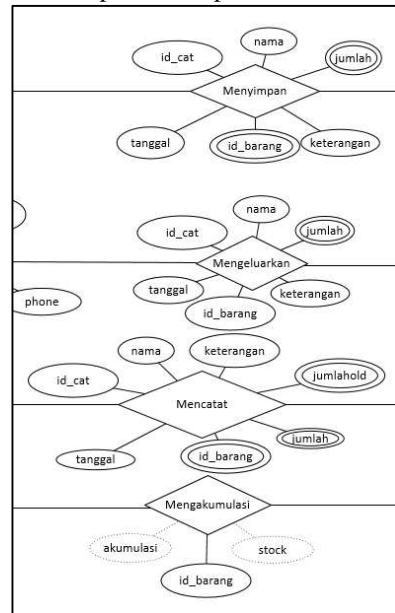 nama
id_cat
jumlah
Menyimpan
tanggal
id_barang
keterangan
nama
id_cat
jumlah
Mengeluarkan
tanggal
keterangan
phone
id_barang
nama
keterangan
id_cat
jumlahold
Mencatat
jumlah
tanggal
id_barang
Mengakumulasi
akumulasi
stock
id_barang